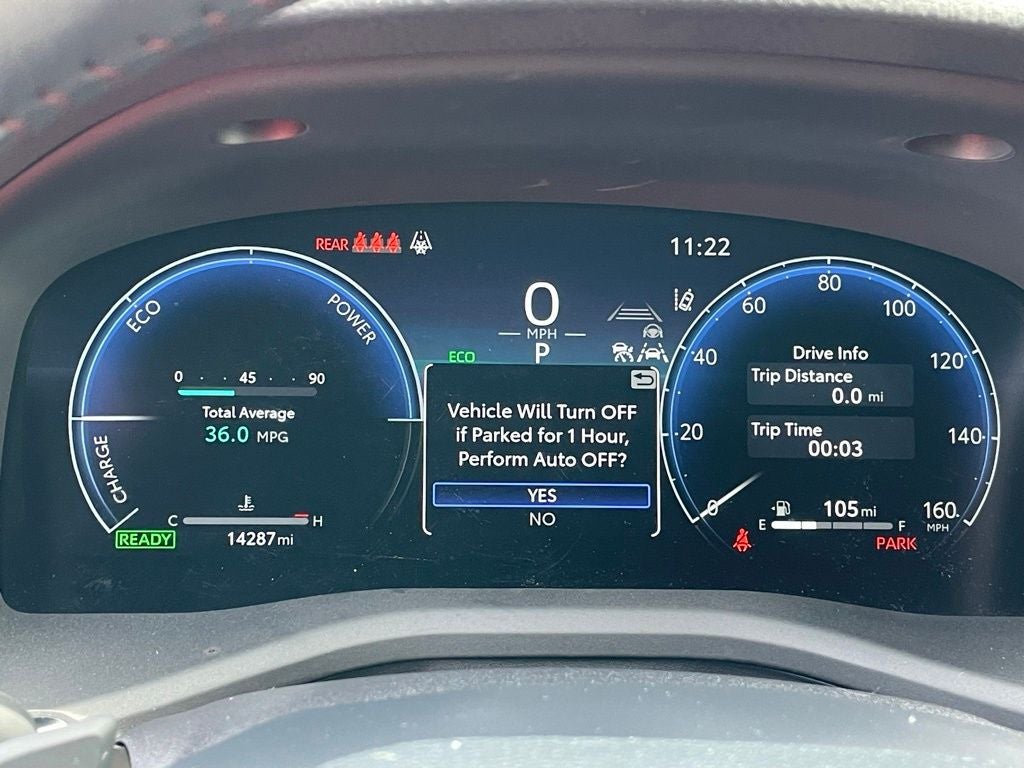 REAR
11:22
ECO
POWER
CHARGE
0 45 90
Total Average
36.0 MPG
C H
READY
14287 mi
0
MPH
P
ECO
Vehicle Will Turn OFF
if Parked for 1 Hour,
Perform Auto OFF?
YES
NO
0
20
40
60
80
100
120
140
160
MPH
Drive Info
Trip Distance
0.0 mi
Trip Time
00:03
105 mi
E F
PARK